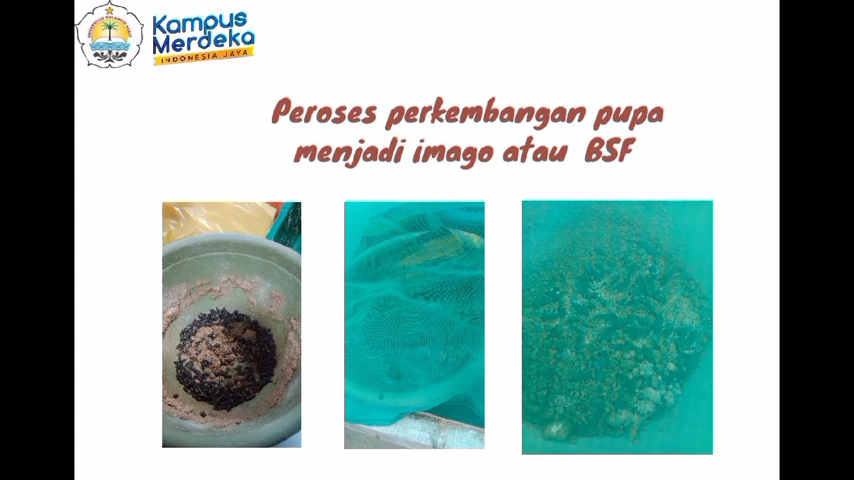 Kampus
Merdeka
INDONESIA JAYA
Peroses perkembangan pupa
menjadi imago atau BSF